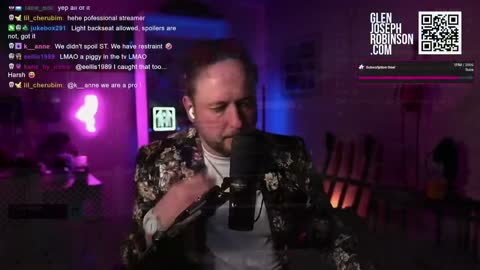 yep all of it
lil_cherubim: hehe pofessional streamer
jukebox291: Light backseat allowed, spoilers are
not, got it
k__anne: We didn't spoil ST. We have restraint
eellis1989: LMAO a piggy in the tv LMAO
@eellis1989 I caught that too...
Harsh
lil_cherubim: @k__anne we are a pro !
GLEN
JOSEPH
ROBINSON
.COM
Subscription Goal